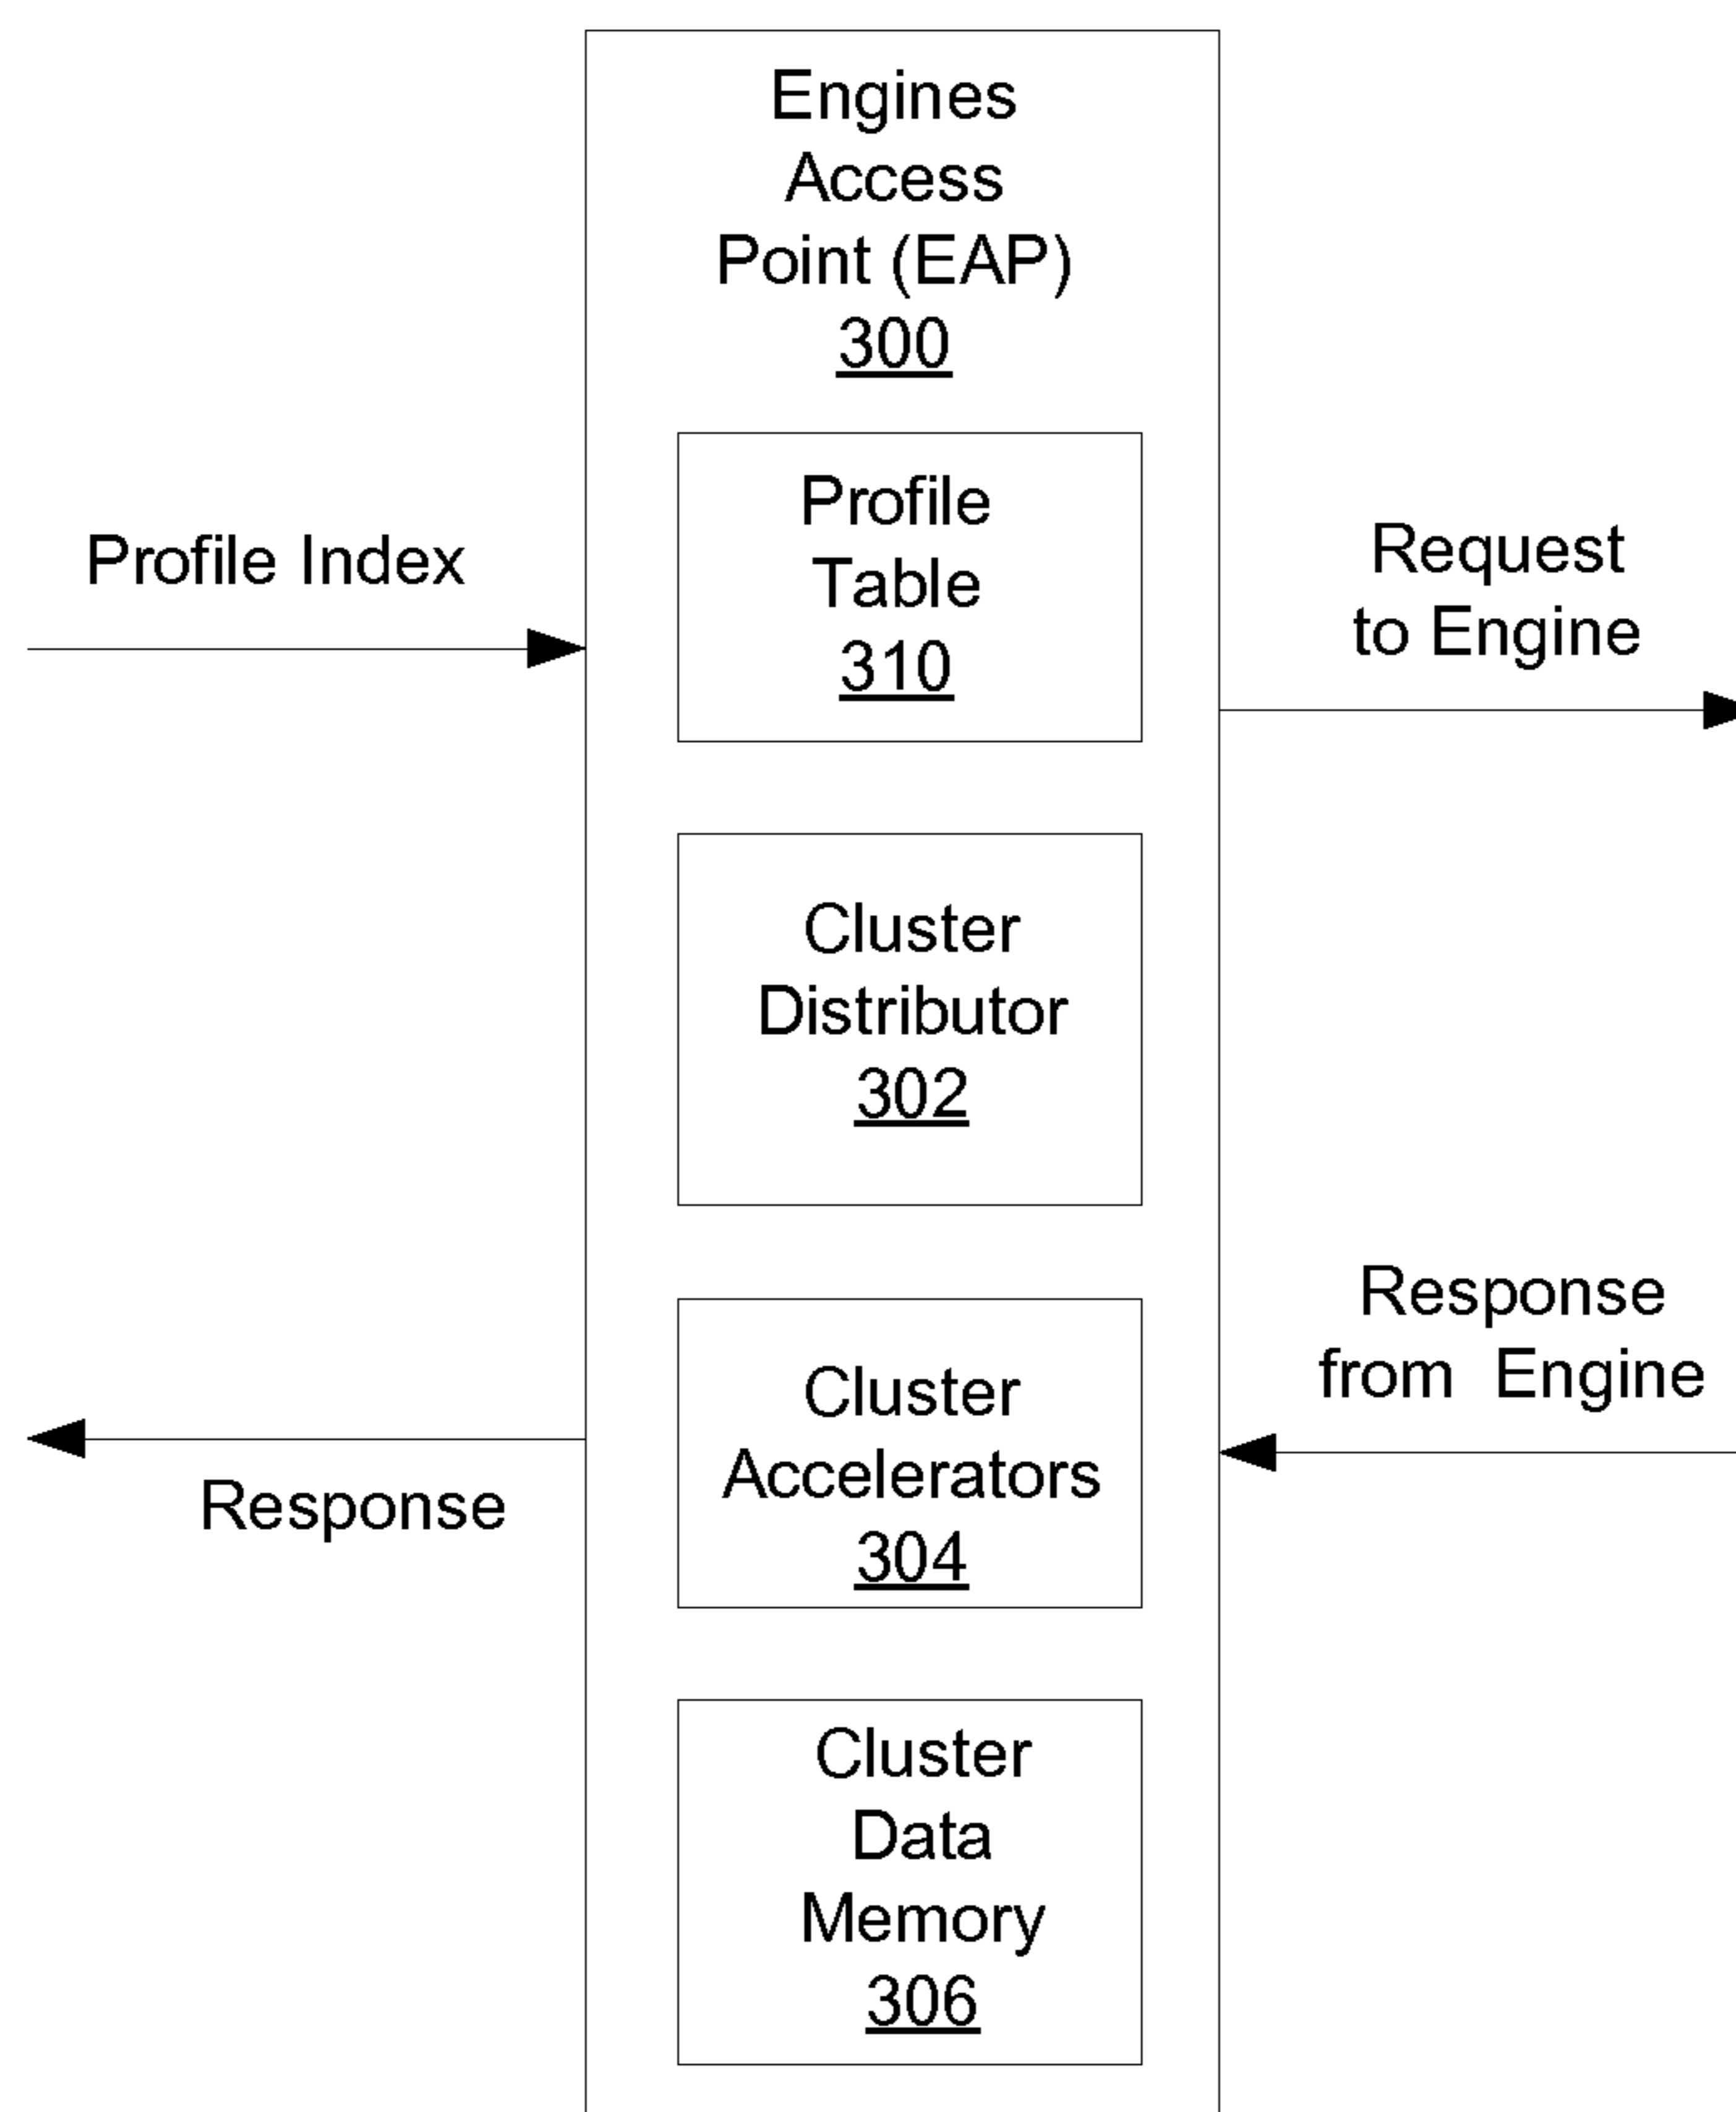 Engines
Access
Point (EAP)
300
Profile Index
Profile
Table
310
Request
to Engine
Cluster
Distributor
302
Response
from Engine
Cluster
Accelerators
304
Response
Cluster
Data
Memory
306